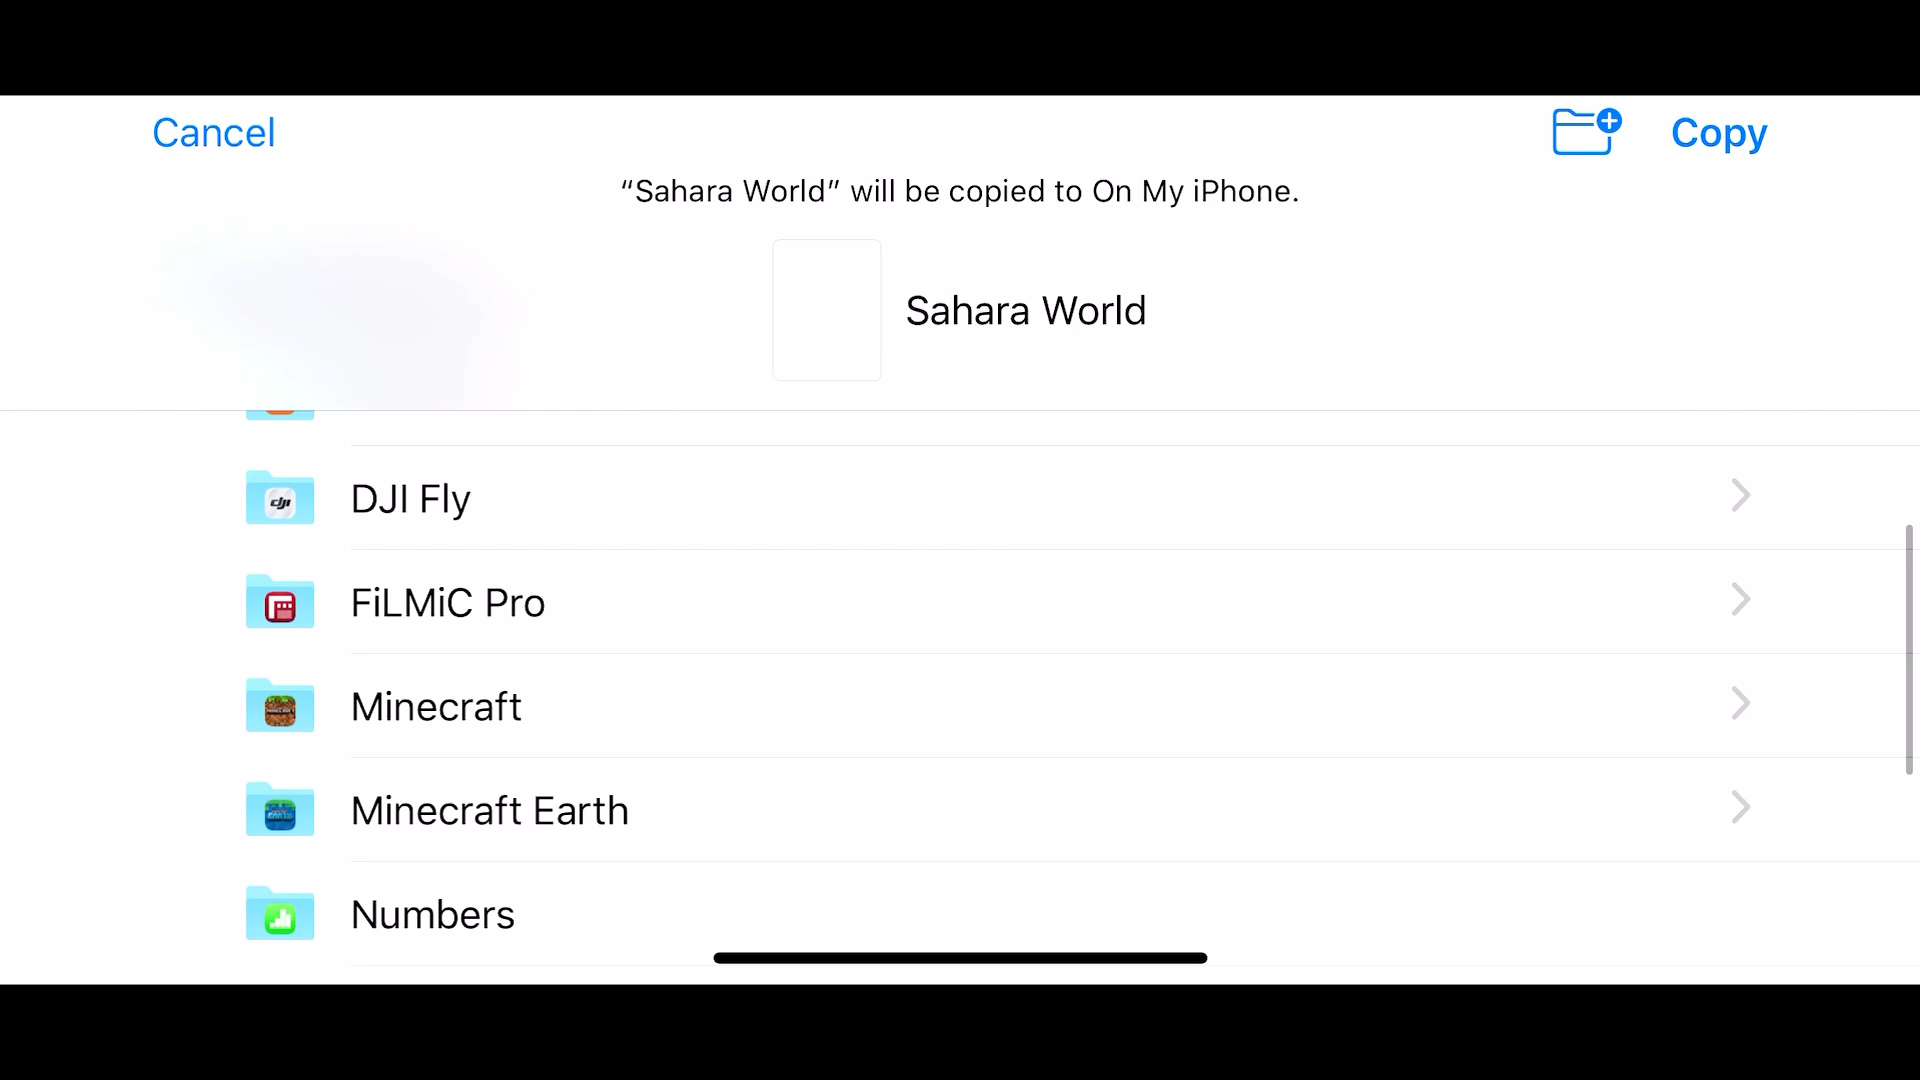 Cancel
Copy
“Sahara World” will be copied to On My iPhone.
Sahara World
DJI Fly
FiLMiC Pro
Minecraft
Minecraft Earth
Numbers